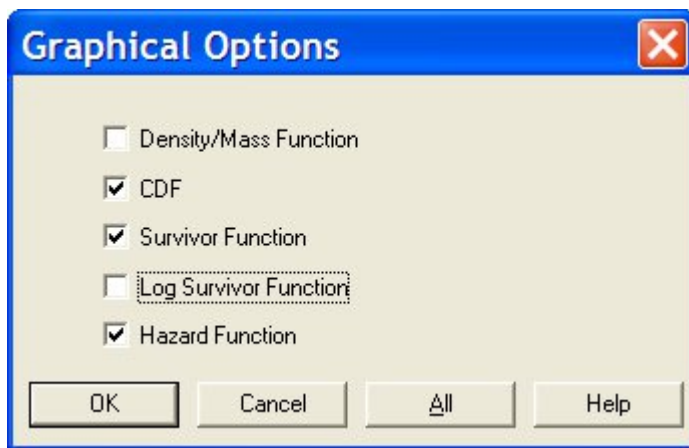 Graphical Options
Density/Mass Function
CDF
Survivor Function
Log Survivor Function
Hazard Function
OK Cancel All Help